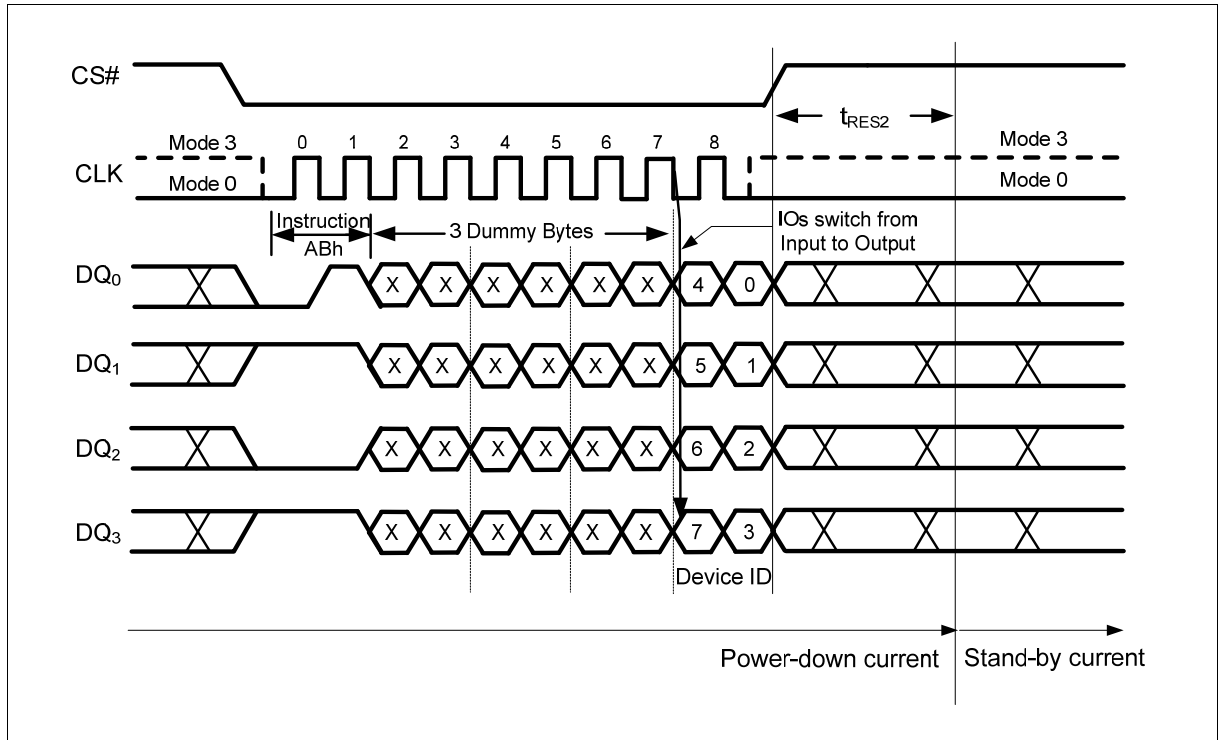 CS#
tRES2
Mode 3 0 1 2 3 4 5 6 7 8 Mode 3
CLK
Mode 0 Mode 0
Instruction
ABh
3 Dummy Bytes
IOs switch from
Input to Output
DQ0 X X X X X X 4 0
DQ1 X X X X X X 5 1
DQ2 X X X X X X 6 2
DQ3 X X X X X X 7 3
Device ID
Power-down current Stand-by current